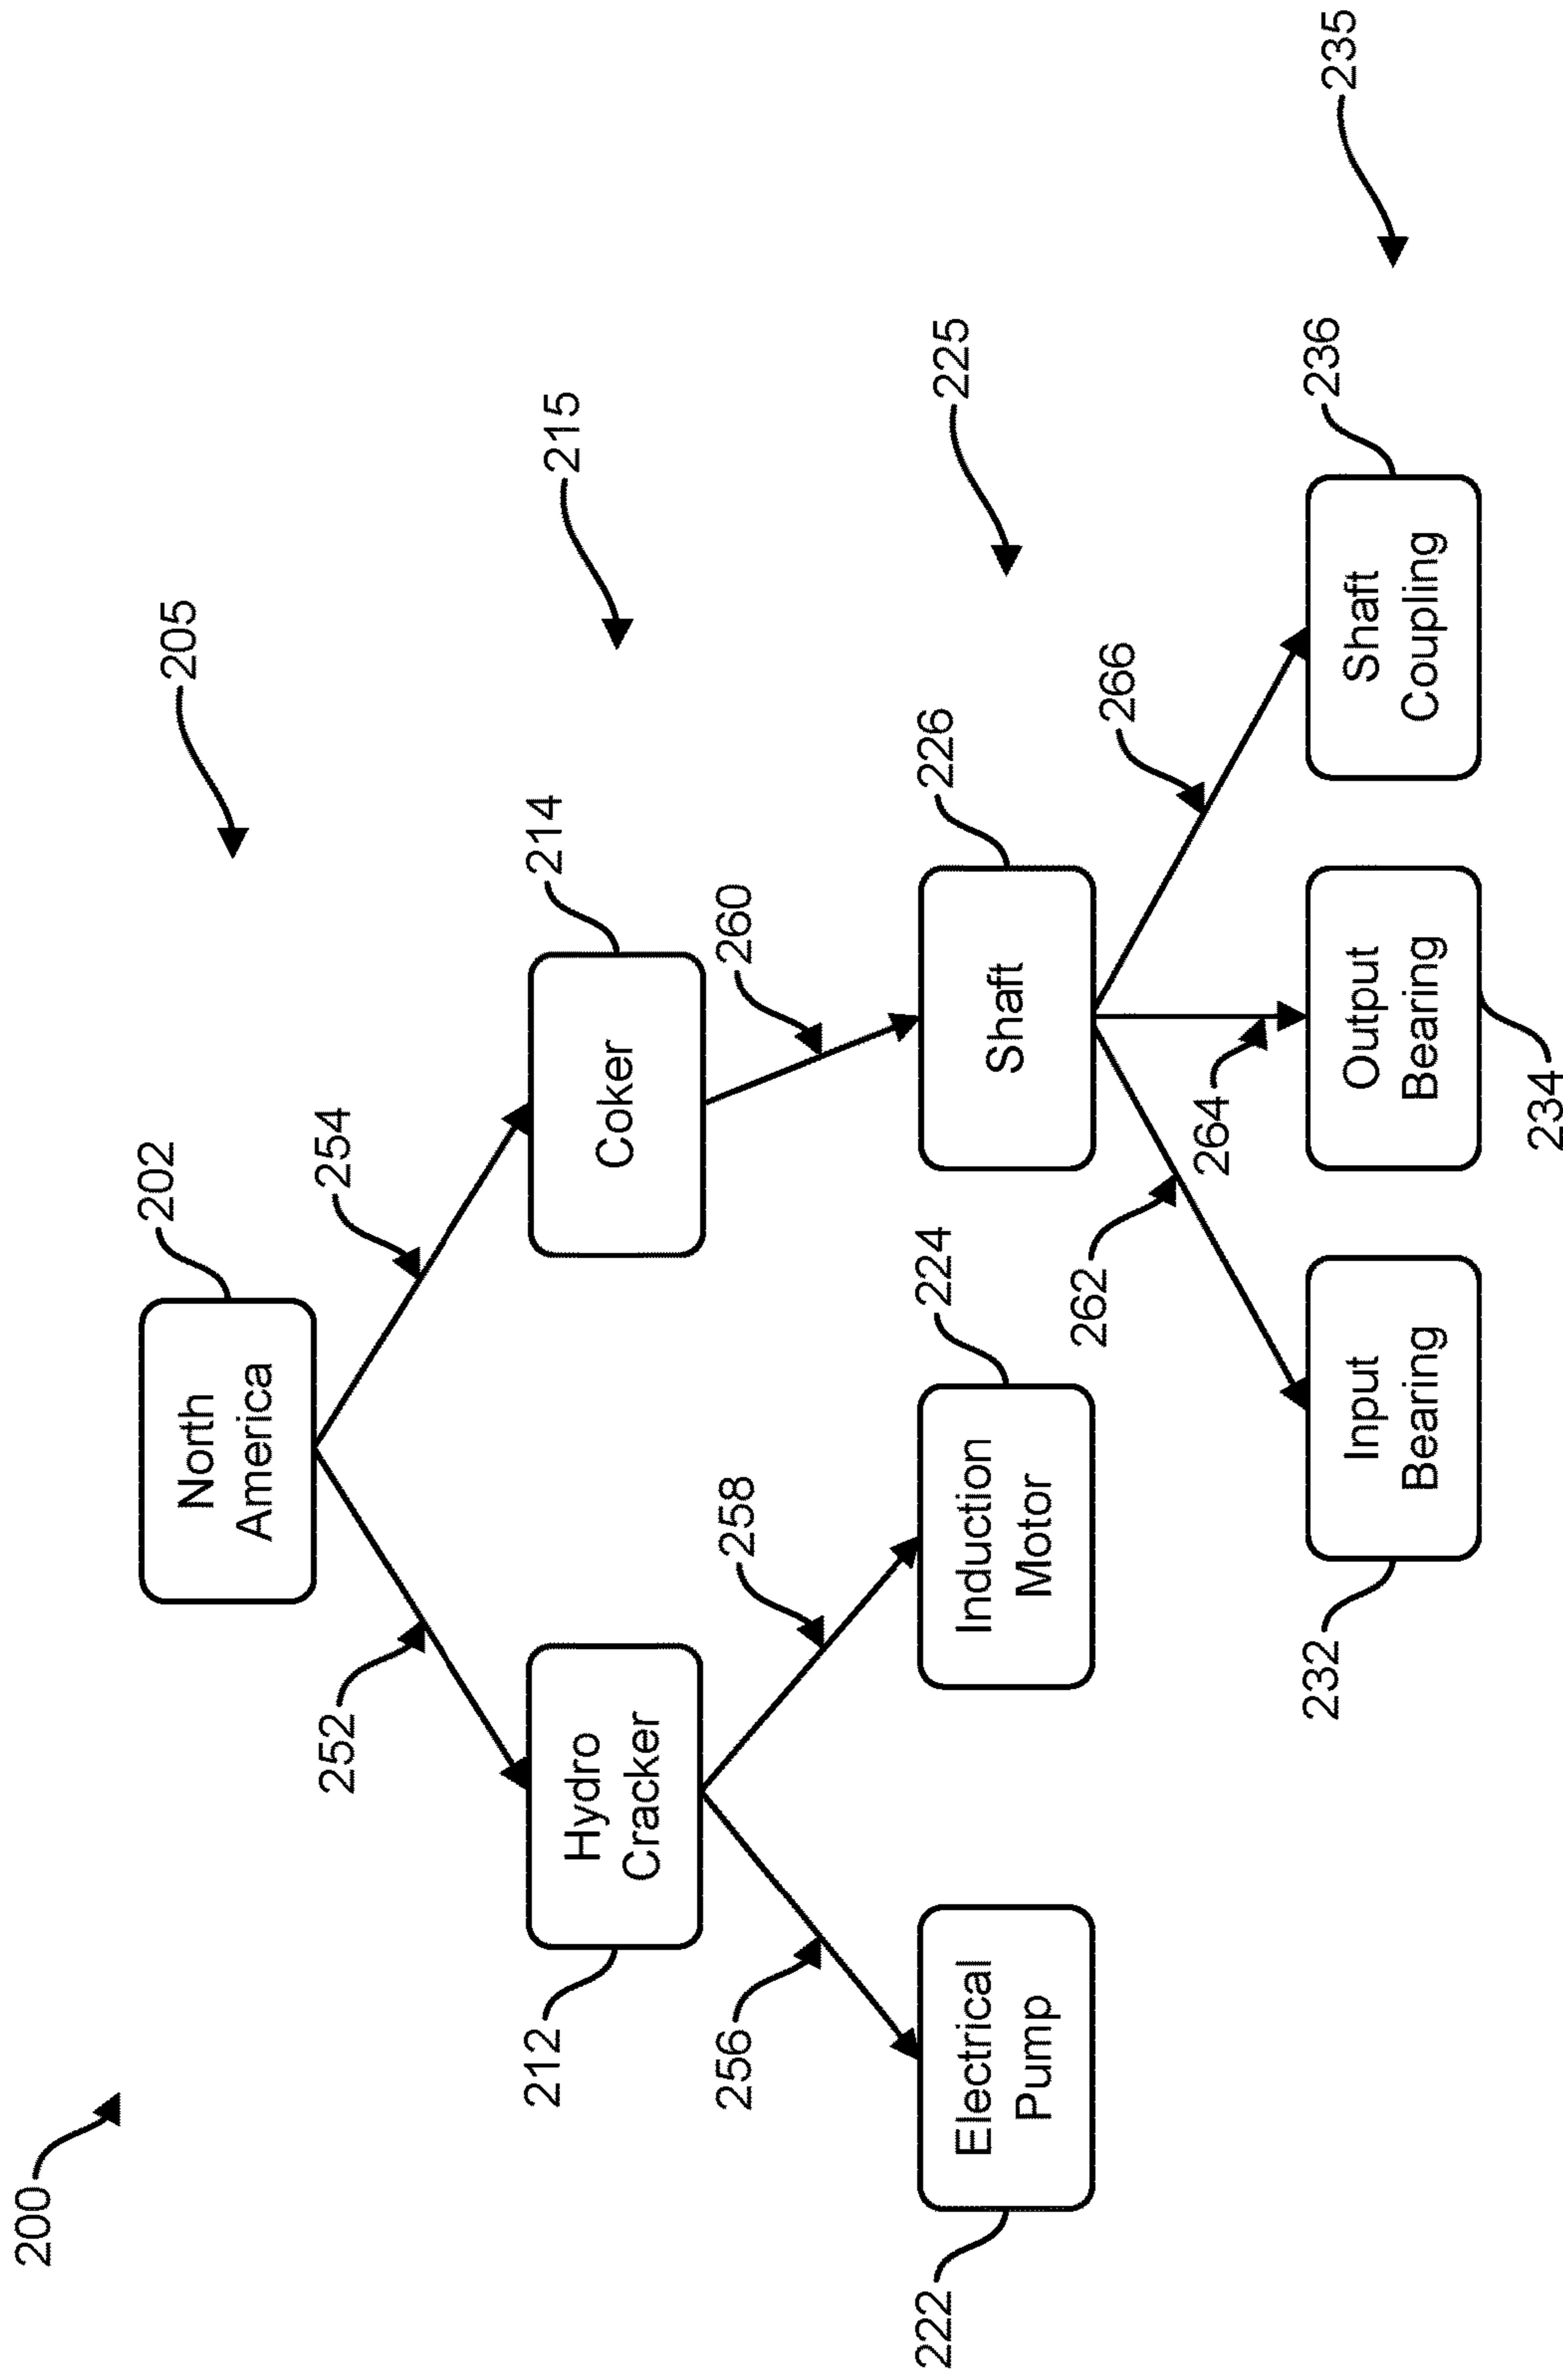 200
205
North
America
202
252
254
215
Hydro
Cracker
212
Coker
214
256
258
260
225
Electrical
Pump
222
Induction
Motor
224
Shaft
226
262
264
266
235
Input
Bearing
232
Output
Bearing
234
Shaft
Coupling
236